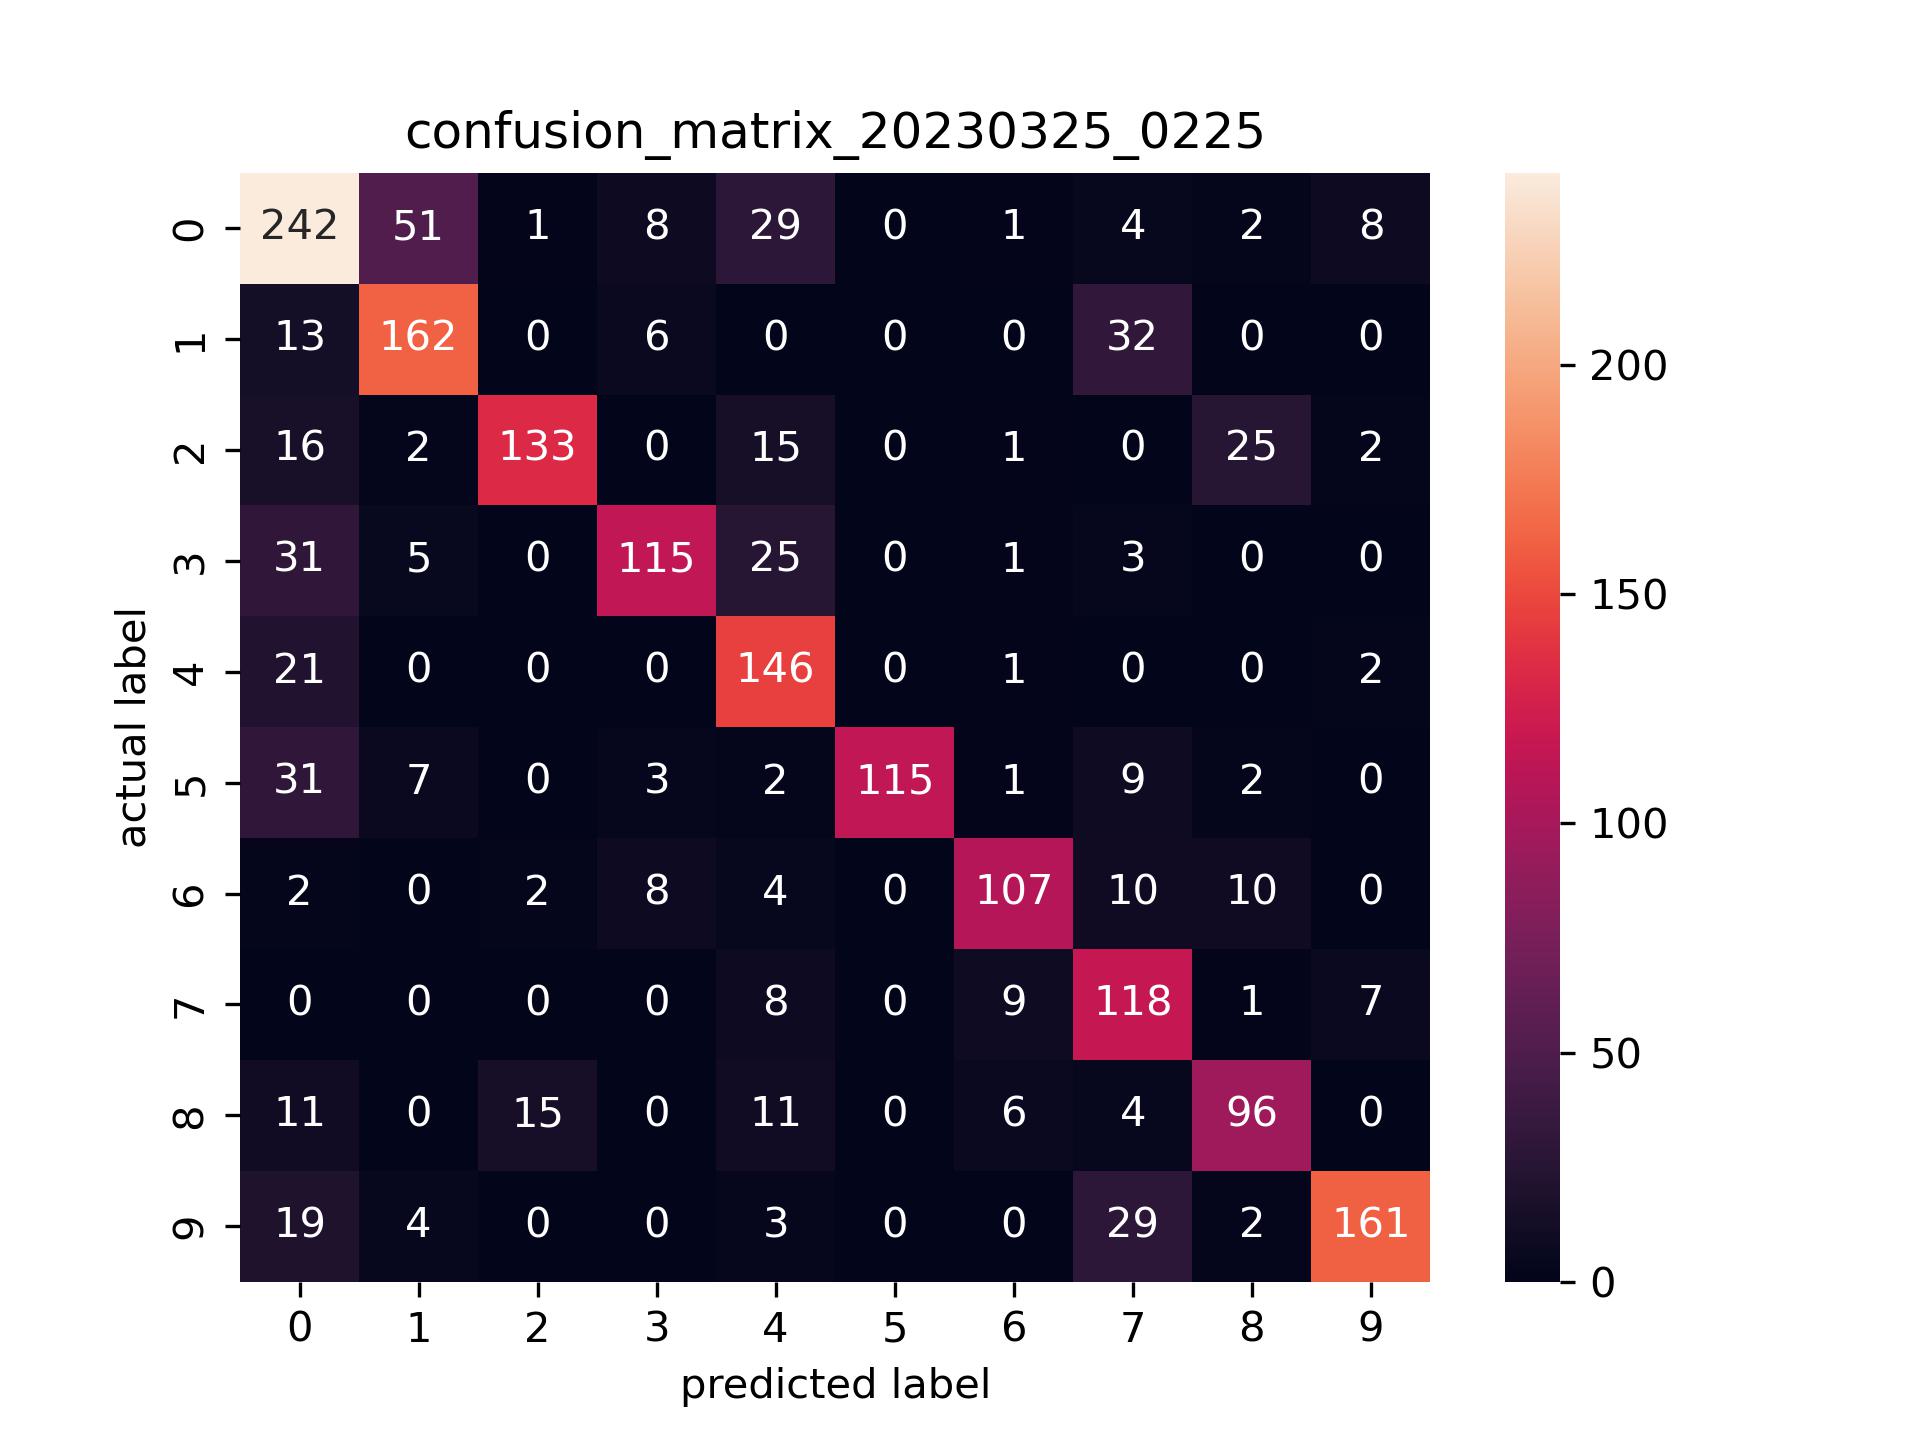 confusion_matrix_20230325_0225
0 242 51 1 8 29 0 1 4 2 8
1 13 162 0 6 0 0 0 32 0 0
2 16 2 133 0 15 0 1 0 25 2
3 31 5 0 115 25 0 1 3 0 0
4 21 0 0 0 146 0 1 0 0 2
5 31 7 0 3 2 115 1 9 2 0
6 2 0 2 8 4 0 107 10 10 0
7 0 0 0 0 8 0 9 118 1 7
8 11 0 15 0 11 0 6 4 96 0
9 19 4 0 0 3 0 0 29 2 161
0 1 2 3 4 5 6 7 8 9
predicted label
actual label
200
150
100
50
0